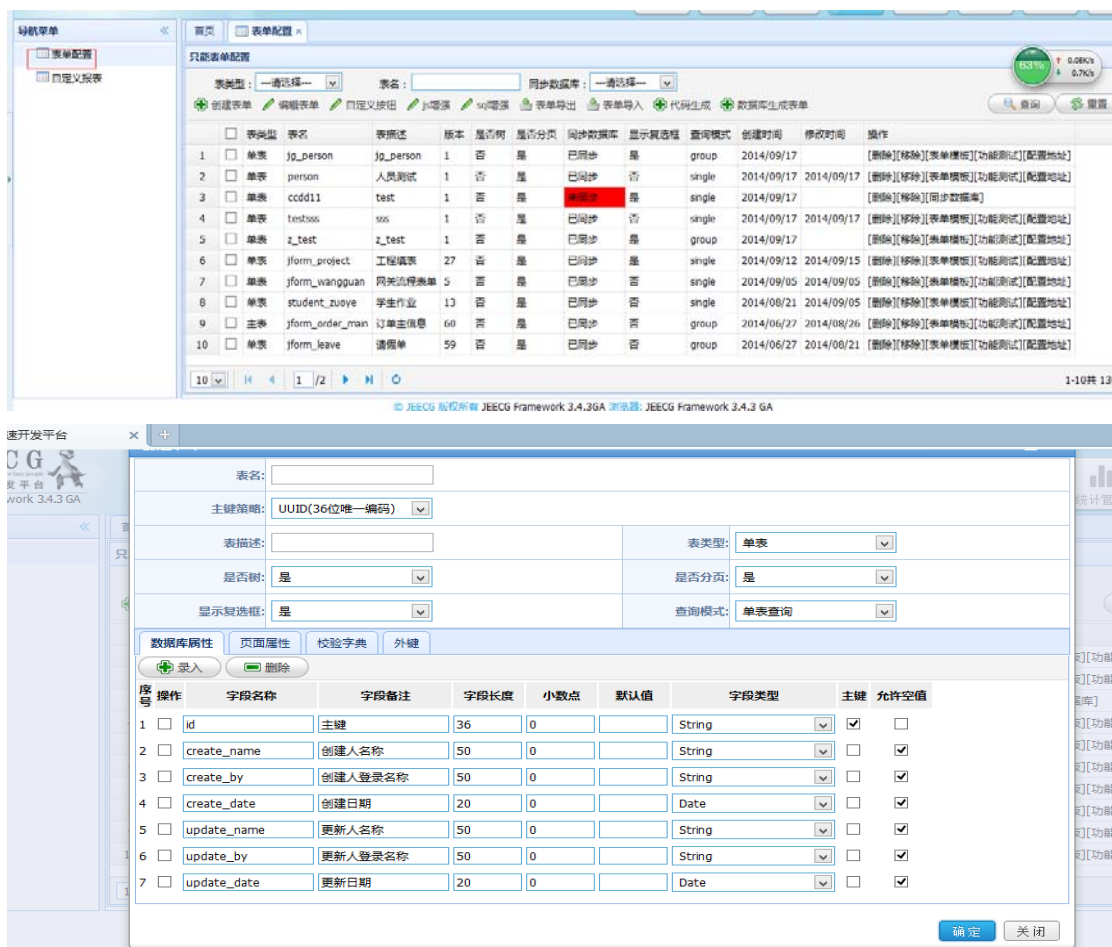 导航菜单
首页 表单配置
表单配置
自定义报表
只能表单配置
表类型： ---请选择--- 表名： 同步数据库： ---请选择---
63% 0.08K/s
0.7K/s
创建表单 编辑表单 自定义按钮 js增强 sql增强 表单导出 表单导入 代码生成 数据库生成表单 查询 重置
表类型 表名 表描述 版本 是否树 是否分页 同步数据库 显示复选框 查询模式 创建时间 修改时间 操作
1 单表 jg_person jg_person 1 否 是 已同步 是 group 2014/09/17 [删除][移除][表单模板][功能测试][配置地址]
2 单表 person 人员测试 1 否 是 已同步 否 single 2014/09/17 2014/09/17 [删除][移除][表单模板][功能测试][配置地址]
3 单表 ccdd11 test 1 否 是 未同步 是 single 2014/09/17 [删除][移除][同步数据库]
4 单表 testsss sss 1 否 是 已同步 否 single 2014/09/17 2014/09/17 [删除][移除][表单模板][功能测试][配置地址]
5 单表 z_test z_test 1 否 是 已同步 是 group 2014/09/17 [删除][移除][表单模板][功能测试][配置地址]
6 单表 jform_project 工程填表 27 否 是 已同步 是 single 2014/09/12 2014/09/15 [删除][移除][表单模板][功能测试][配置地址]
7 单表 jform_wangguan 网关流程表单 5 否 是 已同步 否 single 2014/09/05 2014/09/05 [删除][移除][表单模板][功能测试][配置地址]
8 单表 student_zuoye 学生作业 13 否 是 已同步 否 single 2014/08/21 2014/09/05 [删除][移除][表单模板][功能测试][配置地址]
9 主表 jform_order_main 订单主信息 60 否 是 已同步 否 group 2014/06/27 2014/08/26 [删除][移除][表单模板][功能测试][配置地址]
10 单表 jform_leave 请假单 59 否 是 已同步 否 group 2014/06/27 2014/08/21 [删除][移除][表单模板][功能测试][配置地址]
10 1 /2 1-10共 13
© JEECG 版权所有 JEECG Framework 3.4.3GA 浏览器: JEECG Framework 3.4.3 GA
速开发平台
C G
发平台
work 3.4.3 GA
统计管
表名:
主键策略: UUID(36位唯一编码)
表描述: 表类型: 单表
是否树: 是 是否分页: 是
显示复选框: 是 查询模式: 单表查询
数据库属性 页面属性 校验字典 外键
录入 删除
序号 操作 字段名称 字段备注 字段长度 小数点 默认值 字段类型 主键 允许空值
1 id 主键 36 0 String
2 create_name 创建人名称 50 0 String
3 create_by 创建人登录名称 50 0 String
4 create_date 创建日期 20 0 Date
5 update_name 更新人名称 50 0 String
6 update_by 更新人登录名称 50 0 String
7 update_date 更新日期 20 0 Date
确定 关闭